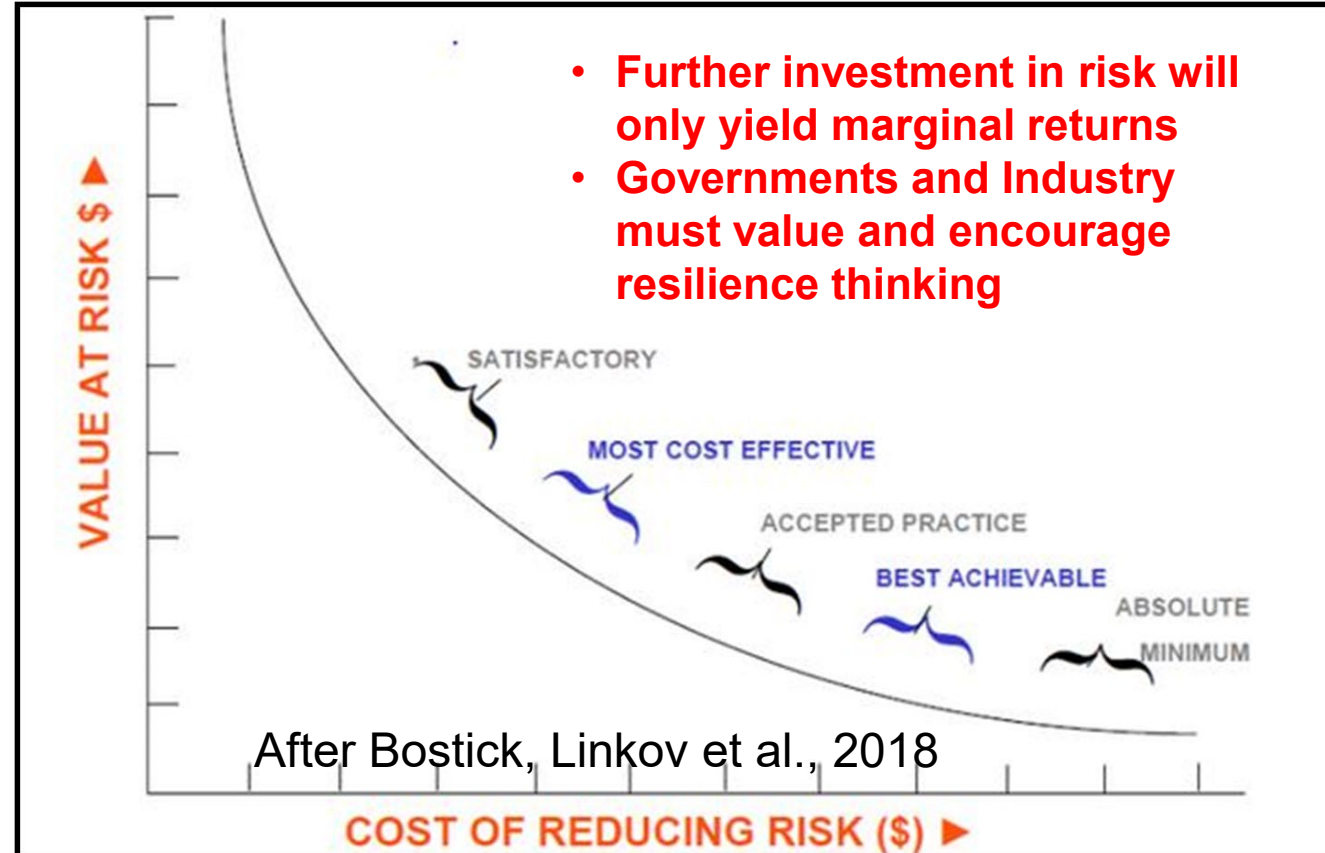 • Further investment in risk will
only yield marginal returns
• Governments and Industry
must value and encourage
resilience thinking
VALUE AT RISK $ ►
SATISFACTORY
MOST COST EFFECTIVE
ACCEPTED PRACTICE
BEST ACHIEVABLE
ABSOLUTE
MINIMUM
After Bostick, Linkov et al., 2018
COST OF REDUCING RISK ($) ►